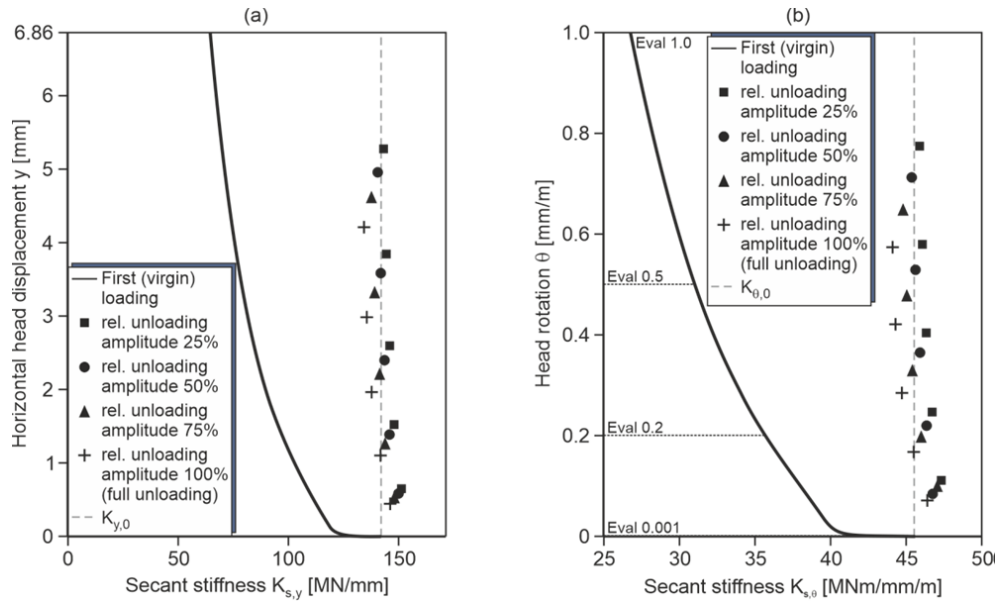 (a)
6.86
6
5
4
3
2
1
0
Horizontal head displacement y [mm]
First (virgin)
loading
rel. unloading
amplitude 25%
rel. unloading
amplitude 50%
rel. unloading
amplitude 75%
rel. unloading
amplitude 100%
(full unloading)
K_y,0
0 50 100 150
Secant stiffness K_s,y [MN/mm]
(b)
1.0
0.8
0.6
0.4
0.2
0
Head rotation θ [mm/m]
Eval 1.0
Eval 0.5
Eval 0.2
Eval 0.001
First (virgin)
loading
rel. unloading
amplitude 25%
rel. unloading
amplitude 50%
rel. unloading
amplitude 75%
rel. unloading
amplitude 100%
(full unloading)
K_θ,0
25 30 35 40 45 500
Secant stiffness K_s,θ [MNm/mm/m]